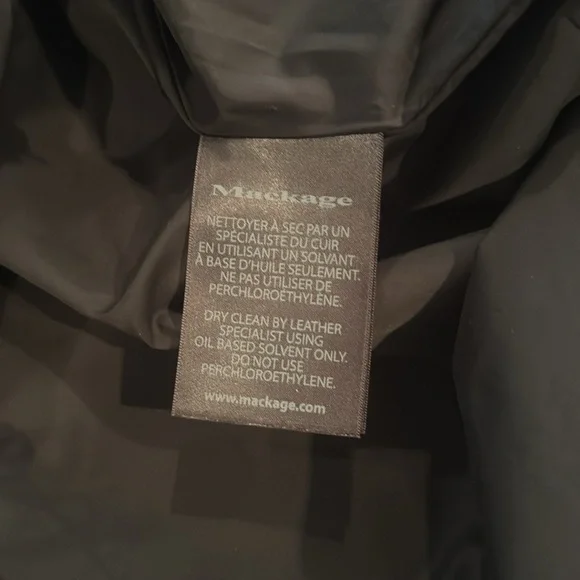 Mackage
NETTOYER À SEC PAR UN
SPÉCIALISTE DU CUIR
EN UTILISANT UN SOLVANT
À BASE D'HUILE SEULEMENT.
NE PAS UTILISER DE
PERCHLOROÉTHYLÈNE.
DRY CLEAN BY LEATHER
SPECIALIST USING
OIL BASED SOLVENT ONLY.
DO NOT USE
PERCHLOROETHYLENE.
www.mackage.com